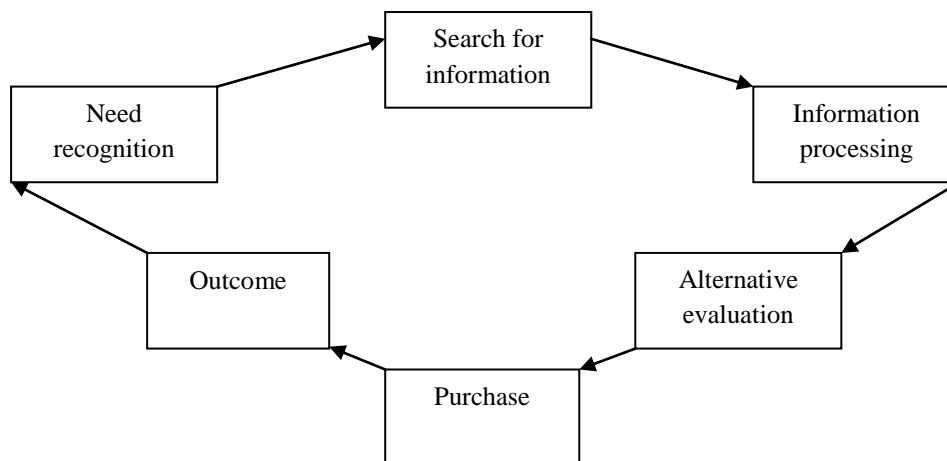 Search for
information
Need
recognition
Information
processing
Outcome
Alternative
evaluation
Purchase